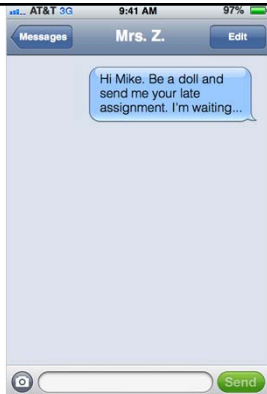 AT&T 3G 9:41 AM 97%
Messages Mrs. Z. Edit
Hi Mike. Be a doll and
send me your late
assignment. I'm waiting...
Send